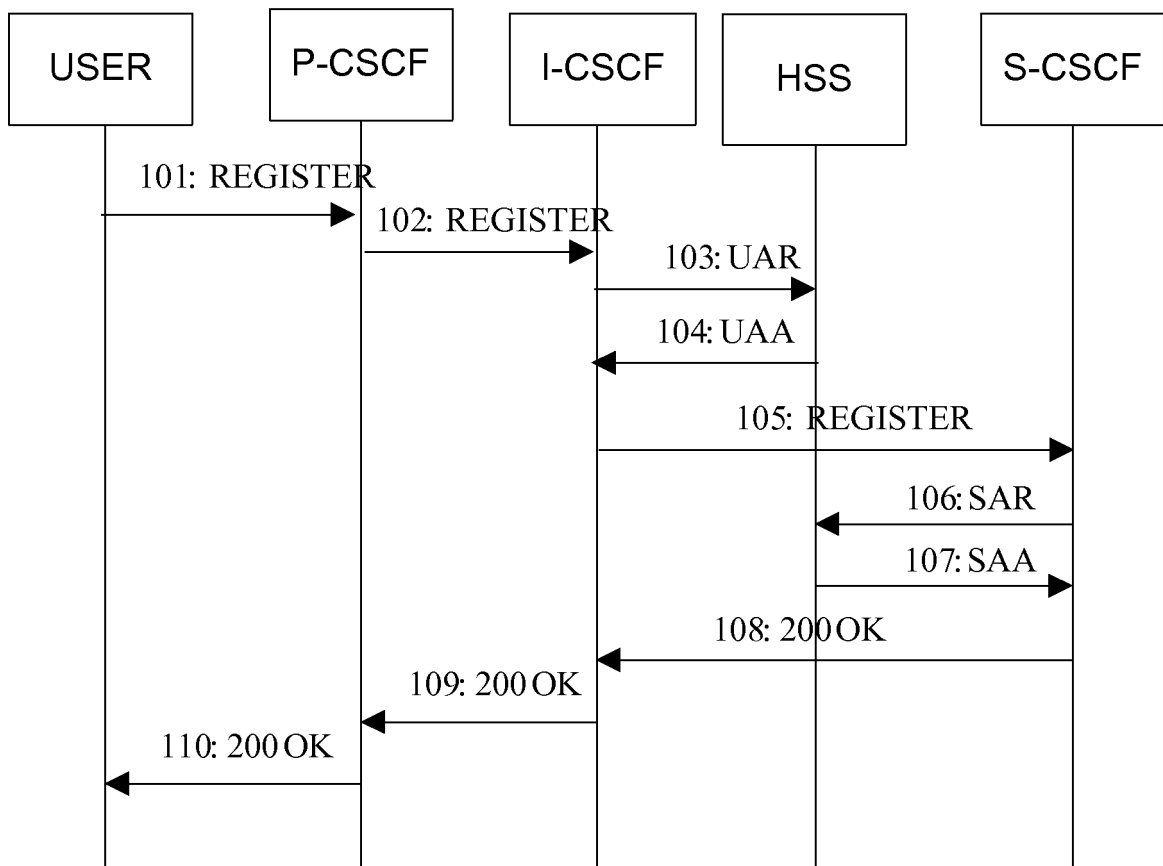 USER
P-CSCF
I-CSCF
HSS
S-CSCF
101: REGISTER
102: REGISTER
103: UAR
104: UAA
105: REGISTER
106: SAR
107: SAA
108: 200 OK
109: 200 OK
110: 200 OK